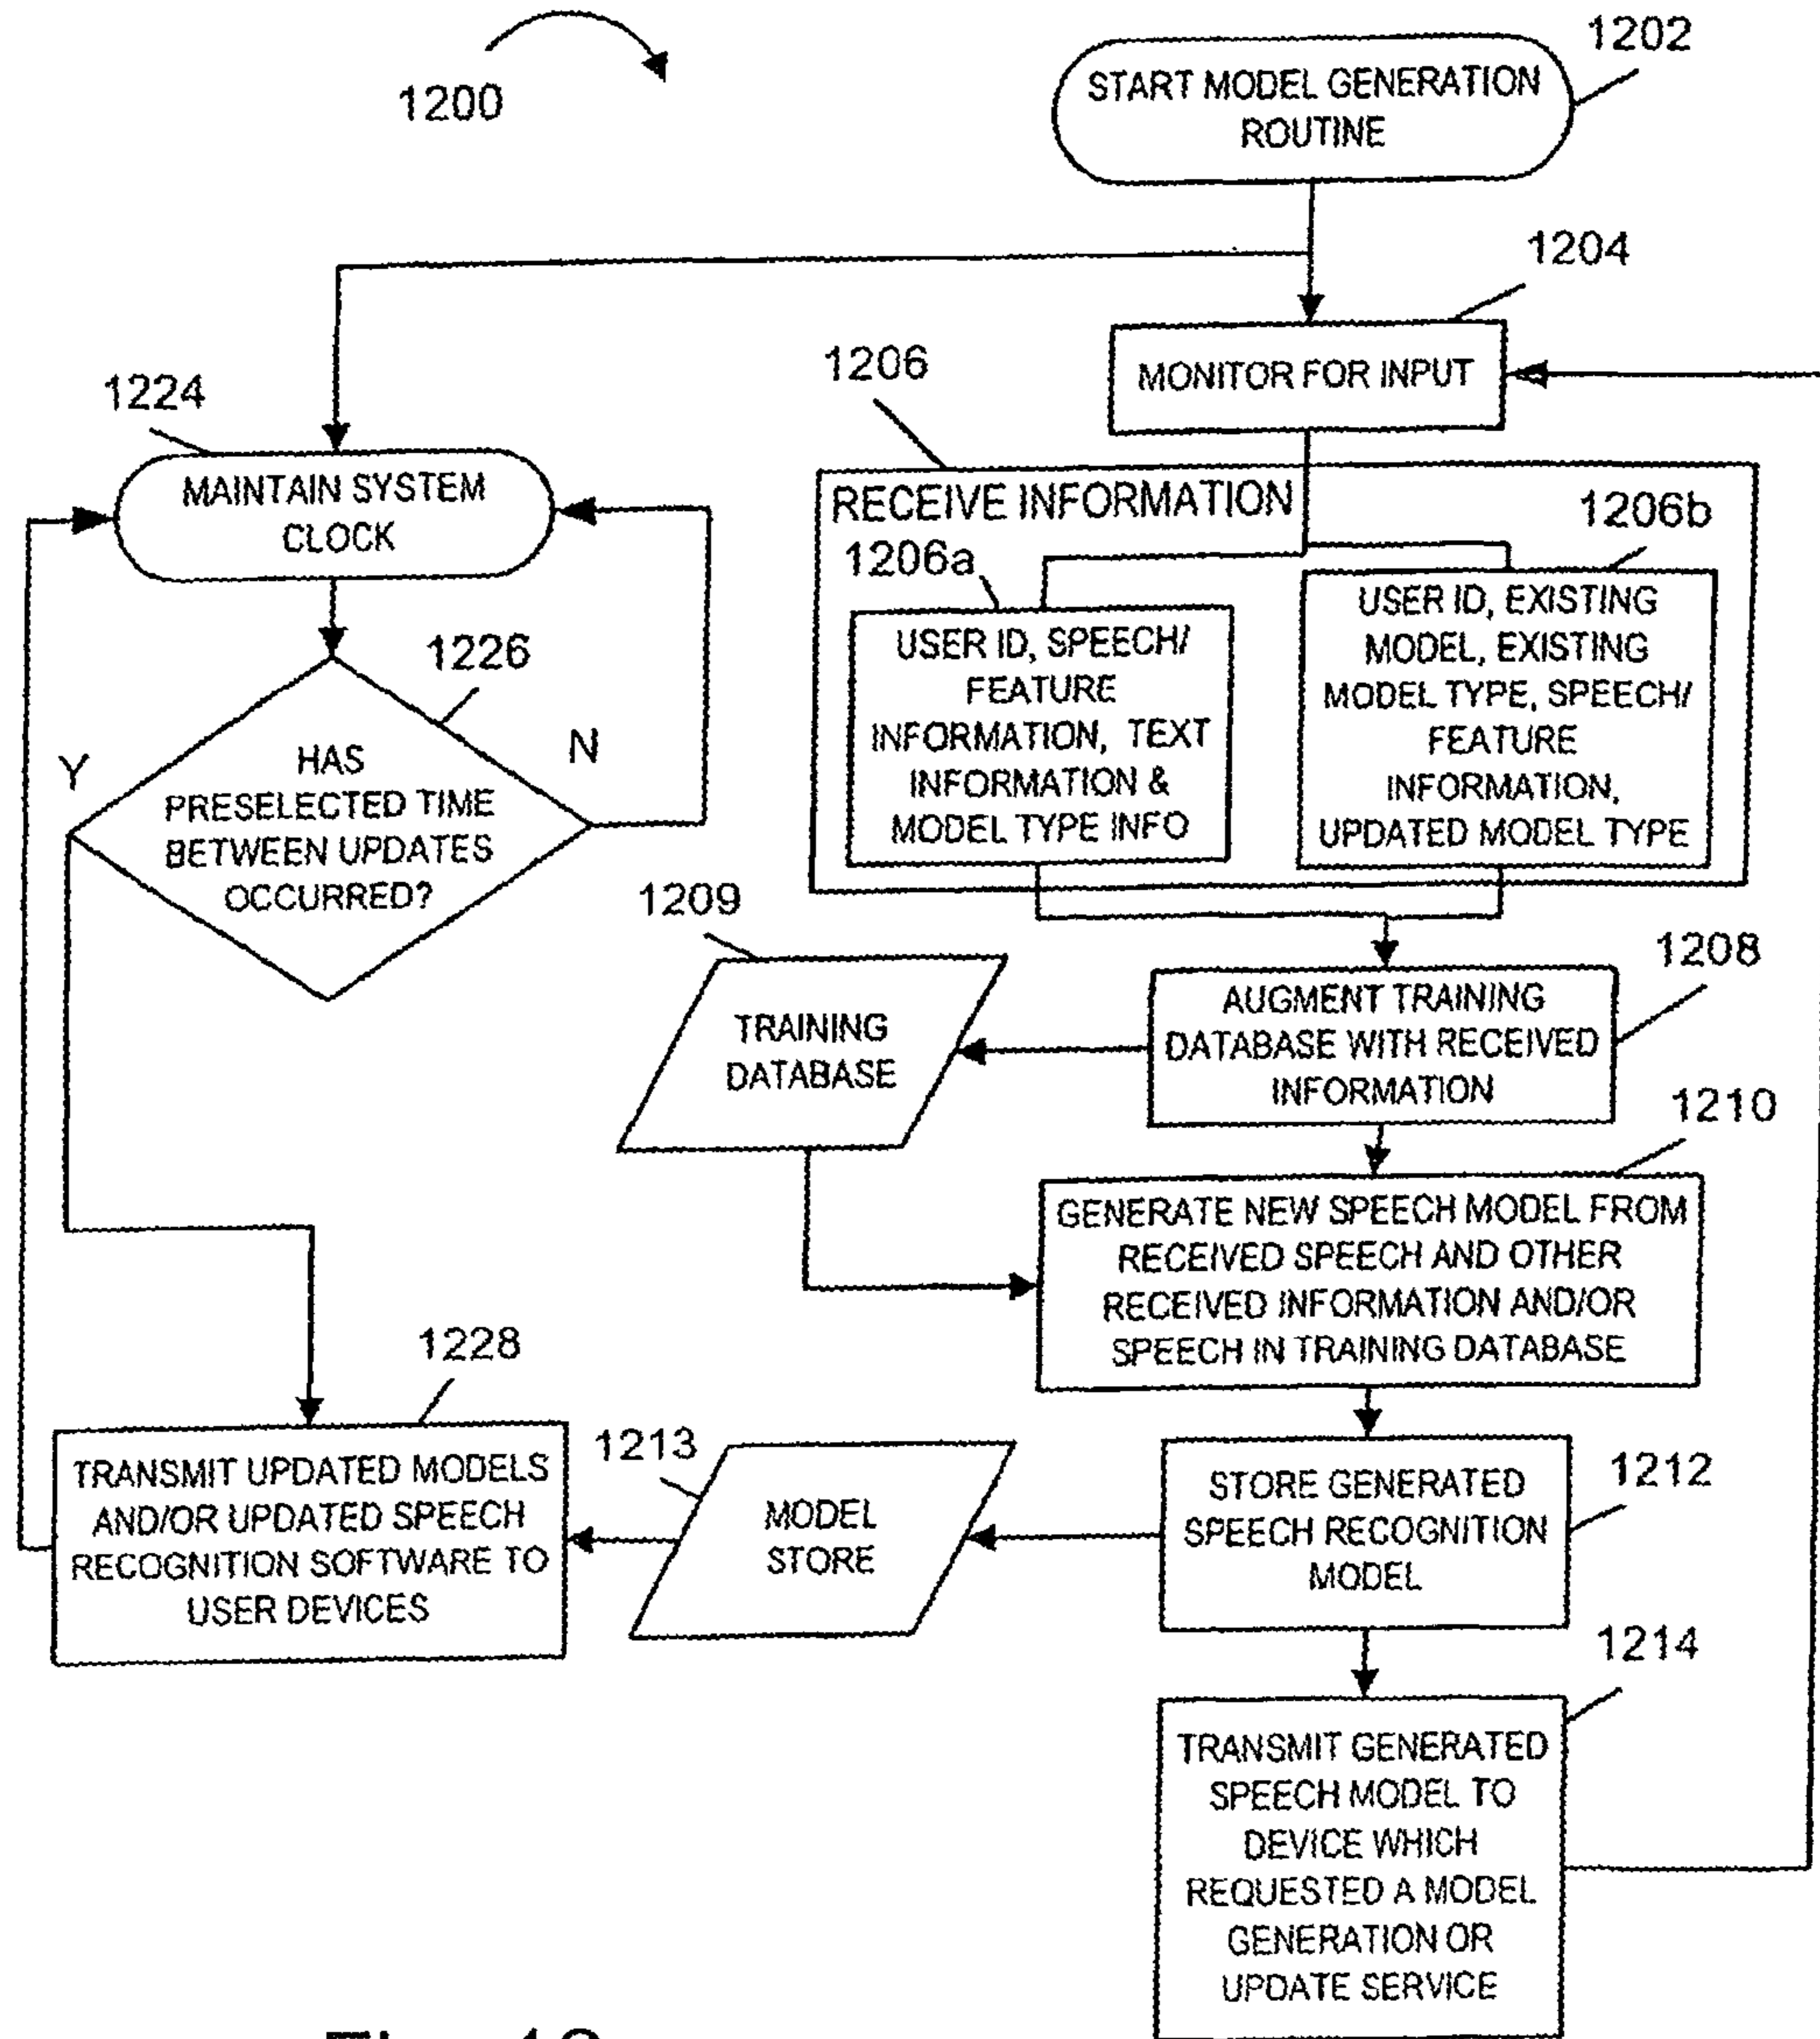 1200
1202
START MODEL GENERATION
ROUTINE
1204
MONITOR FOR INPUT
1206
RECEIVE INFORMATION
1206a
USER ID, SPEECH/
FEATURE
INFORMATION, TEXT
INFORMATION &
MODEL TYPE INFO
1206b
USER ID, EXISTING
MODEL, EXISTING
MODEL TYPE, SPEECH/
FEATURE
INFORMATION,
UPDATED MODEL TYPE
1224
MAINTAIN SYSTEM
CLOCK
1226
Y
N
HAS
PRESELECTED TIME
BETWEEN UPDATES
OCCURRED?
1209
TRAINING
DATABASE
1208
AUGMENT TRAINING
DATABASE WITH RECEIVED
INFORMATION
1210
GENERATE NEW SPEECH MODEL FROM
RECEIVED SPEECH AND OTHER
RECEIVED INFORMATION AND/OR
SPEECH IN TRAINING DATABASE
1228
TRANSMIT UPDATED MODELS
AND/OR UPDATED SPEECH
RECOGNITION SOFTWARE TO
USER DEVICES
1213
MODEL
STORE
1212
STORE GENERATED
SPEECH RECOGNITION
MODEL
1214
TRANSMIT GENERATED
SPEECH MODEL TO
DEVICE WHICH
REQUESTED A MODEL
GENERATION OR
UPDATE SERVICE